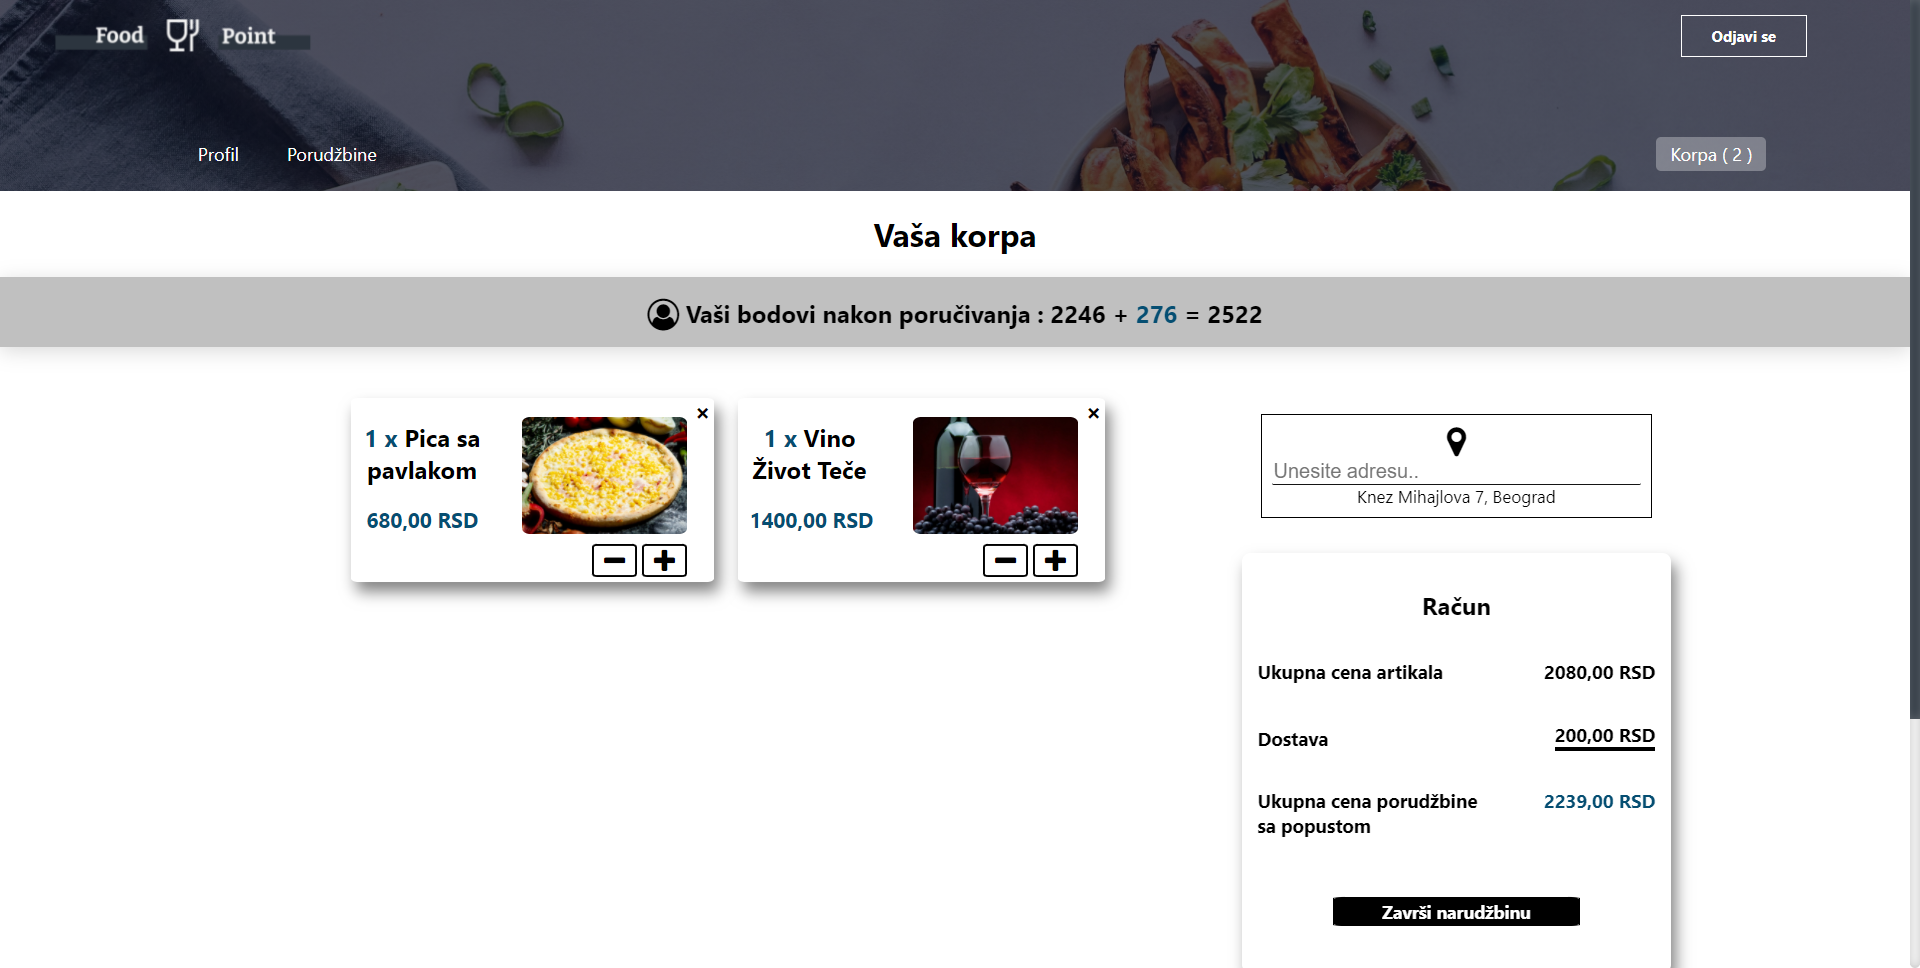 Food Point
Odjavi se
Profil
Porudžbine
Korpa ( 2 )
Vaša korpa
Vaši bodovi nakon poručivanja : 2246 + 276 = 2522
×
1 x Pica sa
pavlakom
680,00 RSD
×
1 x Vino
Život Teče
1400,00 RSD
Unesite adresu..
Knez Mihajlova 7, Beograd
Račun
Ukupna cena artikala
2080,00 RSD
Dostava
200,00 RSD
Ukupna cena porudžbine
sa popustom
2239,00 RSD
Završi narudžbinu